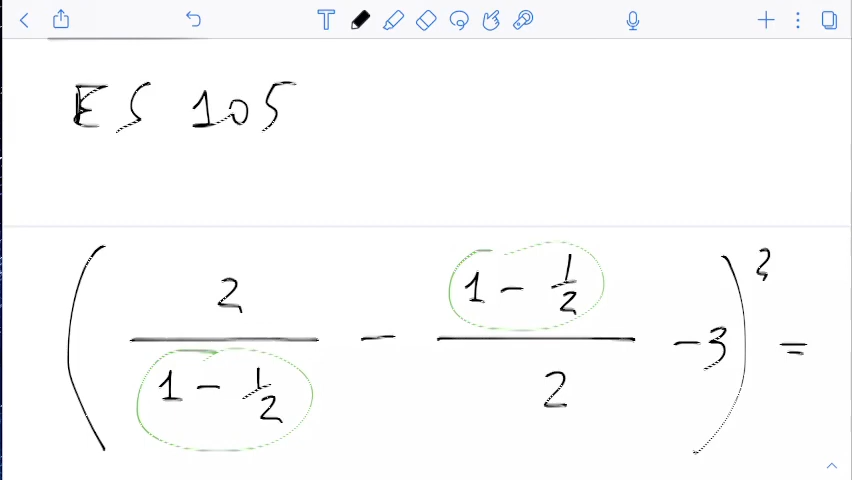 ES 105
( 2 / (1 - 1/2) - (1 - 1/2) / 2 - 3 )² =